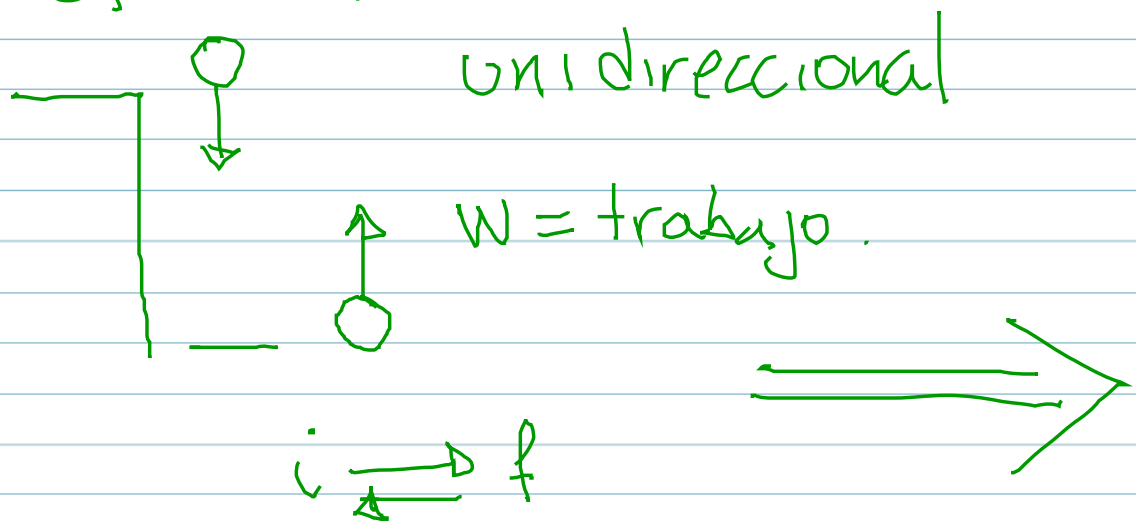 unidireccional
W = trabajo.
i ⇄ f